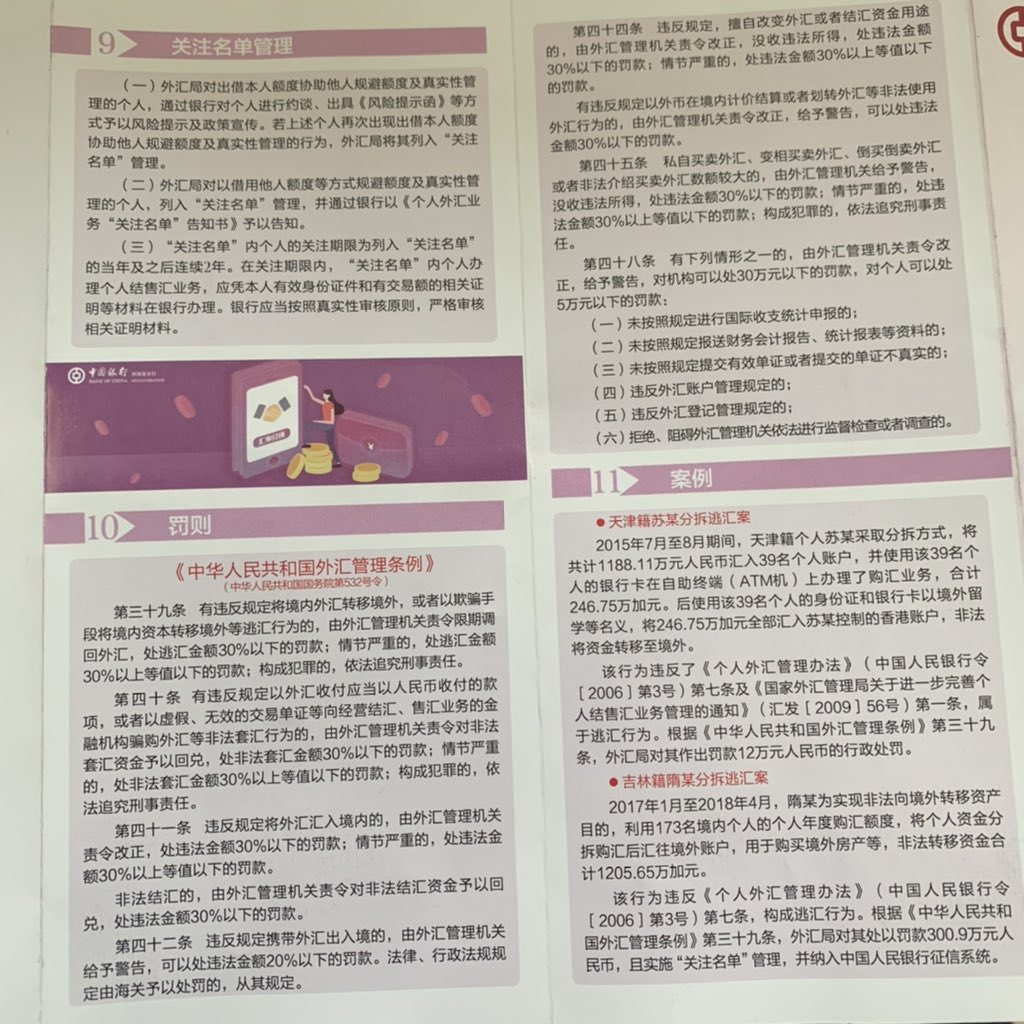 9
关注名单管理
（一）外汇局对出借本人额度协助他人规避额度及真实性管
理的个人，通过银行对个人进行约谈、出具《风险提示函》等方
式予以风险提示及政策宣传。若上述个人再次出现出借本人额度
协助他人规避额度及真实性管理的行为，外汇局将其列入“关注
名单”管理。
（二）外汇局对以借用他人额度等方式规避额度及真实性管
理的个人，列入“关注名单”管理，并通过银行以《个人外汇业
务“关注名单”告知书》予以告知。
（三）“关注名单”内个人的关注期限为列入“关注名单”
的当年及之后连续2年。在关注期限内，“关注名单”内个人办
理个人结售汇业务，应凭本人有效身份证件和有交易额的相关证
明等材料在银行办理。银行应当按照真实性审核原则，严格审核
相关证明材料。
中国银行
BANK OF CHINA
10
罚则
《中华人民共和国外汇管理条例》
（中华人民共和国国务院第532号令）
第三十九条 有违反规定将境内外汇转移境外，或者以欺骗手
段将境内资本转移境外等逃汇行为的，由外汇管理机关责令限期调
回外汇，处逃汇金额30%以下的罚款；情节严重的，处逃汇金额
30%以上等值以下的罚款；构成犯罪的，依法追究刑事责任。
第四十条 有违反规定以外汇收付应当以人民币收付的款
项，或者以虚假、无效的交易单证等向经营结汇、售汇业务的金
融机构骗购外汇等非法套汇行为的，由外汇管理机关责令对非法
套汇资金予以回兑，处非法套汇金额30%以下的罚款；情节严重
的，处非法套汇金额30%以上等值以下的罚款；构成犯罪的，依
法追究刑事责任。
第四十一条 违反规定将外汇汇入境内的，由外汇管理机关
责令改正，处违法金额30%以下的罚款；情节严重的，处违法金
额30%以上等值以下的罚款。
非法结汇的，由外汇管理机关责令对非法结汇资金予以回
兑，处违法金额30%以下的罚款。
第四十二条 违反规定携带外汇出入境的，由外汇管理机关
给予警告，可以处违法金额20%以下的罚款。法律、行政法规规
定由海关予以处罚的，从其规定。
第四十四条 违反规定，擅自改变外汇或者结汇资金用途
的，由外汇管理机关责令改正，没收违法所得，处违法金额
30%以下的罚款；情节严重的，处违法金额30%以上等值以下
的罚款。
有违反规定以外币在境内计价结算或者划转外汇等非法使用
外汇行为的，由外汇管理机关责令改正，给予警告，可以处违法
金额30%以下的罚款。
第四十五条 私自买卖外汇、变相买卖外汇、倒买倒卖外汇
或者非法介绍买卖外汇数额较大的，由外汇管理机关给予警告，
没收违法所得，处违法金额30%以下的罚款；情节严重的，处违
法金额30%以上等值以下的罚款；构成犯罪的，依法追究刑事责
任。
第四十八条 有下列情形之一的，由外汇管理机关责令改
正，给予警告，对机构可以处30万元以下的罚款，对个人可以处
5万元以下的罚款：
（一）未按照规定进行国际收支统计申报的；
（二）未按照规定报送财务会计报告、统计报表等资料的；
（三）未按照规定提交有效单证或者提交的单证不真实的；
（四）违反外汇账户管理规定的；
（五）违反外汇登记管理规定的；
（六）拒绝、阻碍外汇管理机关依法进行监督检查或者调查的。
11
案例
●天津籍苏某分拆逃汇案
2015年7月至8月期间，天津籍个人苏某采取分拆方式，将
共计1188.11万元人民币汇入39名个人账户，并使用该39名个
人的银行卡在自助终端（ATM机）上办理了购汇业务，合计
246.75万加元。后使用该39名个人的身份证和银行卡以境外留
学等名义，将246.75万加元全部汇入苏某控制的香港账户，非法
将资金转移至境外。
该行为违反了《个人外汇管理办法》（中国人民银行令
[2006]第3号）第七条及《国家外汇管理局关于进一步完善个
人结售汇业务管理的通知》（汇发[2009]56号）第一条，属
于逃汇行为。根据《中华人民共和国外汇管理条例》第三十九
条，外汇局对其作出罚款12万元人民币的行政处罚。
●吉林籍隋某分拆逃汇案
2017年1月至2018年4月，隋某为实现非法向境外转移资产
目的，利用173名境内个人的个人年度购汇额度，将个人资金分
拆购汇后汇往境外账户，用于购买境外房产等，非法转移资金合
计1205.65万加元。
该行为违反《个人外汇管理办法》（中国人民银行令
[2006]第3号）第七条，构成逃汇行为。根据《中华人民共和
国外汇管理条例》第三十九条，外汇局对其处以罚款300.9万元人
民币，且实施“关注名单”管理，并纳入中国人民银行征信系统。